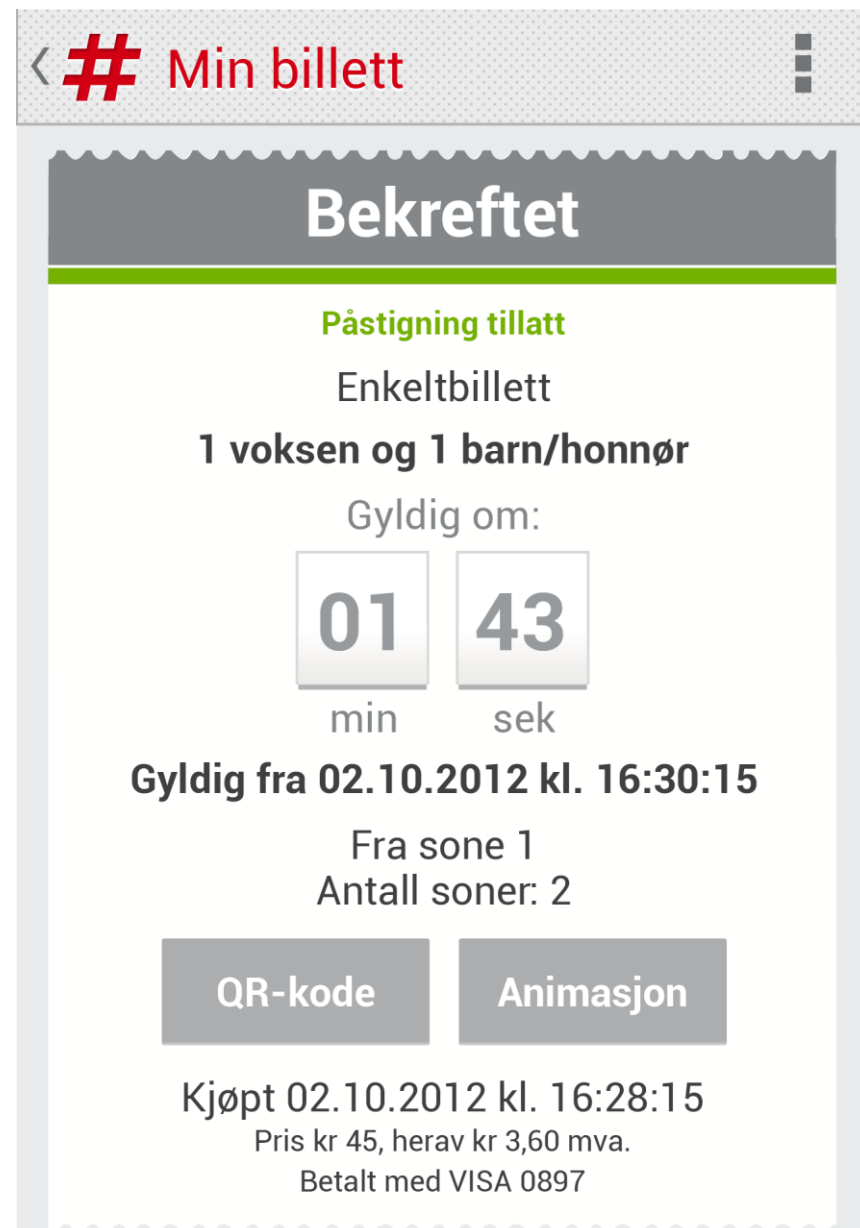 # Min billett
Bekreftet
Påstigning tillatt
Enkeltbillett
1 voksen og 1 barn/honnør
Gyldig om:
01 43
min sek
Gyldig fra 02.10.2012 kl. 16:30:15
Fra sone 1
Antall soner: 2
QR-kode Animasjon
Kjøpt 02.10.2012 kl. 16:28:15
Pris kr 45, herav kr 3,60 mva.
Betalt med VISA 0897